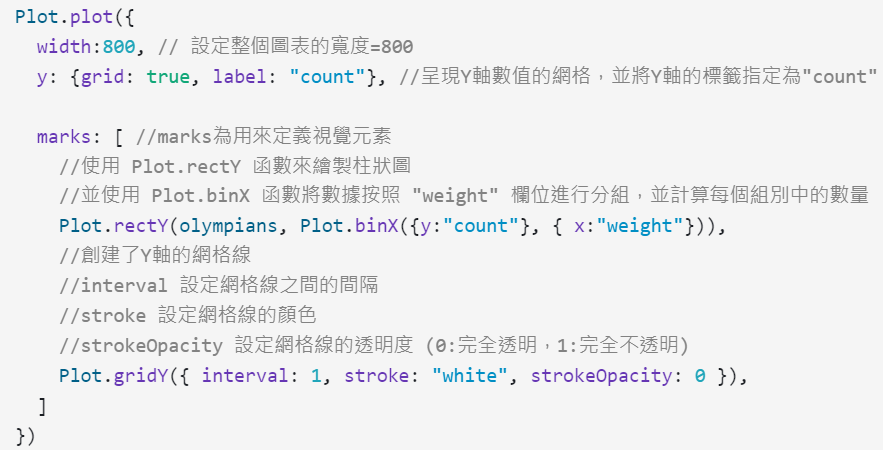 Plot.plot({
width:800, // 設定整個圖表的寬度=800
y: {grid: true, label: "count"}, //呈現Y軸數值的網格，並將Y軸的標籤指定為"count"
marks: [ //marks為用來定義視覺元素
//使用 Plot.rectY 函數來繪製柱狀圖
//並使用 Plot.binX 函數將數據按照 "weight" 欄位進行分組，並計算每個組別中的數量
Plot.rectY(olympians, Plot.binX({y:"count"}, { x:"weight"})),
//創建了Y軸的網格線
//interval 設定網格線之間的間隔
//stroke 設定網格線的顏色
//strokeOpacity 設定網格線的透明度 (0:完全透明，1:完全不透明)
Plot.gridY({ interval: 1, stroke: "white", strokeOpacity: 0 }),
]
})